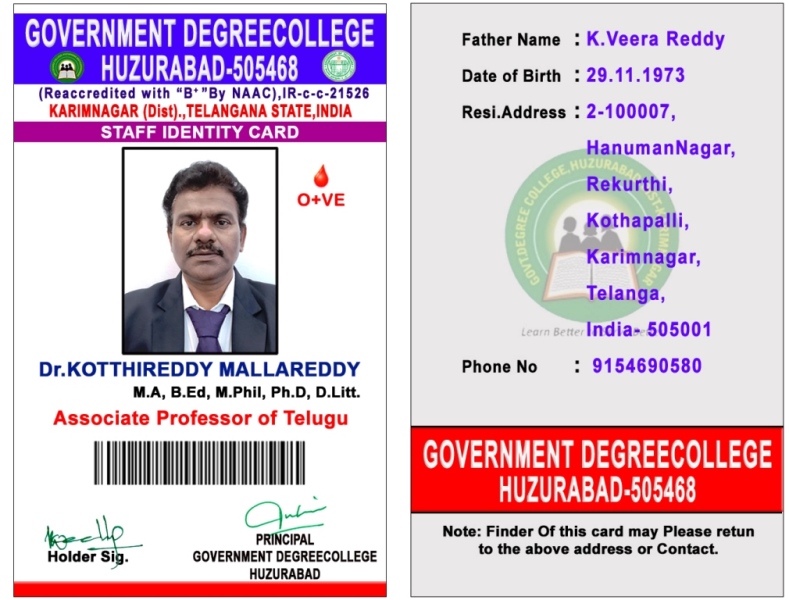 GOVERNMENT DEGREECOLLEGE
HUZURABAD-505468
(Reaccredited with “B+”By NAAC),IR-c-c-21526
KARIMNAGAR (Dist).,TELANGANA STATE,INDIA
STAFF IDENTITY CARD
O+VE
Dr.KOTTHIREDDY MALLAREDDY
M.A, B.Ed, M.Phil, Ph.D, D.Litt.
Associate Professor of Telugu
Holder Sig.
PRINCIPAL
GOVERNMENT DEGREECOLLEGE
HUZURABAD
Father Name : K.Veera Reddy
Date of Birth : 29.11.1973
Resi.Address : 2-100007,
HanumanNagar,
Rekurthi,
Kothapalli,
Karimnagar,
Telanga,
India- 505001
Phone No : 9154690580
GOVT.DEGREE COLLEGE,HUZURABAD
Learn Better
GOVERNMENT DEGREECOLLEGE
HUZURABAD-505468
Note: Finder Of this card may Please retun
to the above address or Contact.